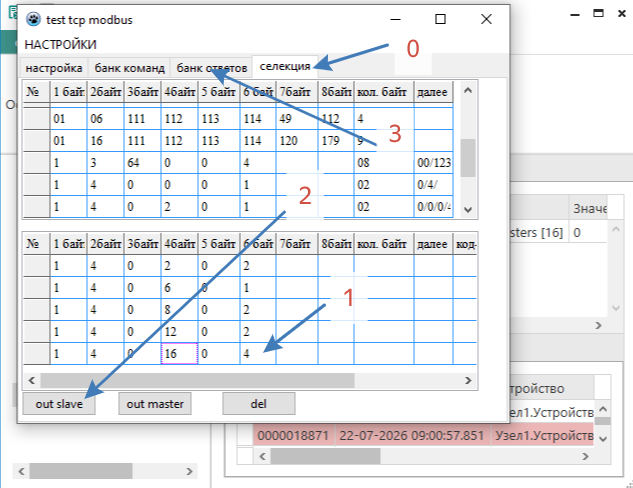 test tcp modbus
НАСТРОЙКИ
0
настройка банк команд банк ответов селекция
№ 1 байт 2байт 3байт 4байт 5 байт 6 байт 7байт 8байт кол. байт далее
01 06 111 112 113 114 49 112 4
01 16 111 112 113 114 120 179 9
3
1 3 64 0 0 4 08 00/123
1 4 0 0 0 1 02 0/4/
2
1 4 0 2 0 1 02 0/0/0/4
Значе
sters [16] 0
№ 1 байт 2байт 3байт 4байт 5 байт 6 байт 7байт 8байт кол. байт далее код-
1 4 0 2 0 2
1 4 0 6 0 1
1
1 4 0 8 0 2
1 4 0 12 0 2
1 4 0 16 0 4
out slave out master del
тройство
ел1.Устройств
0000018871 22-07-2026 09:00:57.851 Узел1.Устройств